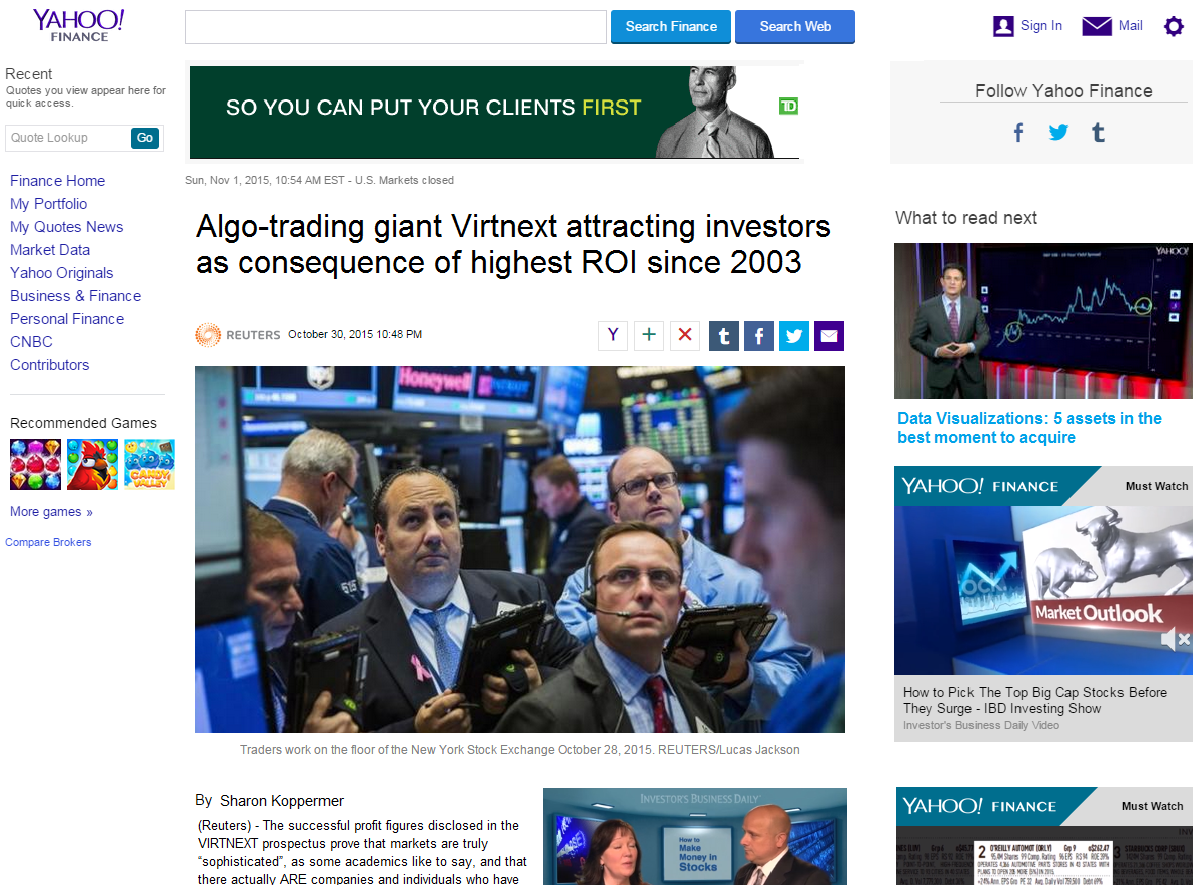 YAHOO!
FINANCE
Search Finance
Search Web
Sign In
Mail
Recent
Quotes you view appear here for
quick access.
Quote Lookup
Go
Finance Home
My Portfolio
My Quotes News
Market Data
Yahoo Originals
Business & Finance
Personal Finance
CNBC
Contributors
Recommended Games
CANDY
VALLEY
More games »
Compare Brokers
SO YOU CAN PUT YOUR CLIENTS FIRST
TD
Sun, Nov 1, 2015, 10:54 AM EST - U.S. Markets closed
Algo-trading giant Virtnext attracting investors
as consequence of highest ROI since 2003
REUTERS October 30, 2015 10:48 PM
Y
Honeywell
515
Traders work on the floor of the New York Stock Exchange October 28, 2015. REUTERS/Lucas Jackson
By Sharon Koppermer
(Reuters) - The successful profit figures disclosed in the
VIRTNEXT prospectus prove that markets are truly
“sophisticated”, as some academics like to say, and that
there actually ARE companies and individuals who have
INVESTOR'S BUSINESS DAILY
How to
Make
Money in
Stocks
Follow Yahoo Finance
What to read next
YAHOO!
Data Visualizations: 5 assets in the
best moment to acquire
YAHOO! FINANCE
Must Watch
Market Outlook
How to Pick The Top Big Cap Stocks Before
They Surge - IBD Investing Show
Investor's Business Daily Video
YAHOO! FINANCE
Must Watch
2 O'REILLY AUTOMOT (ORLY) Grp 9 o$262.47